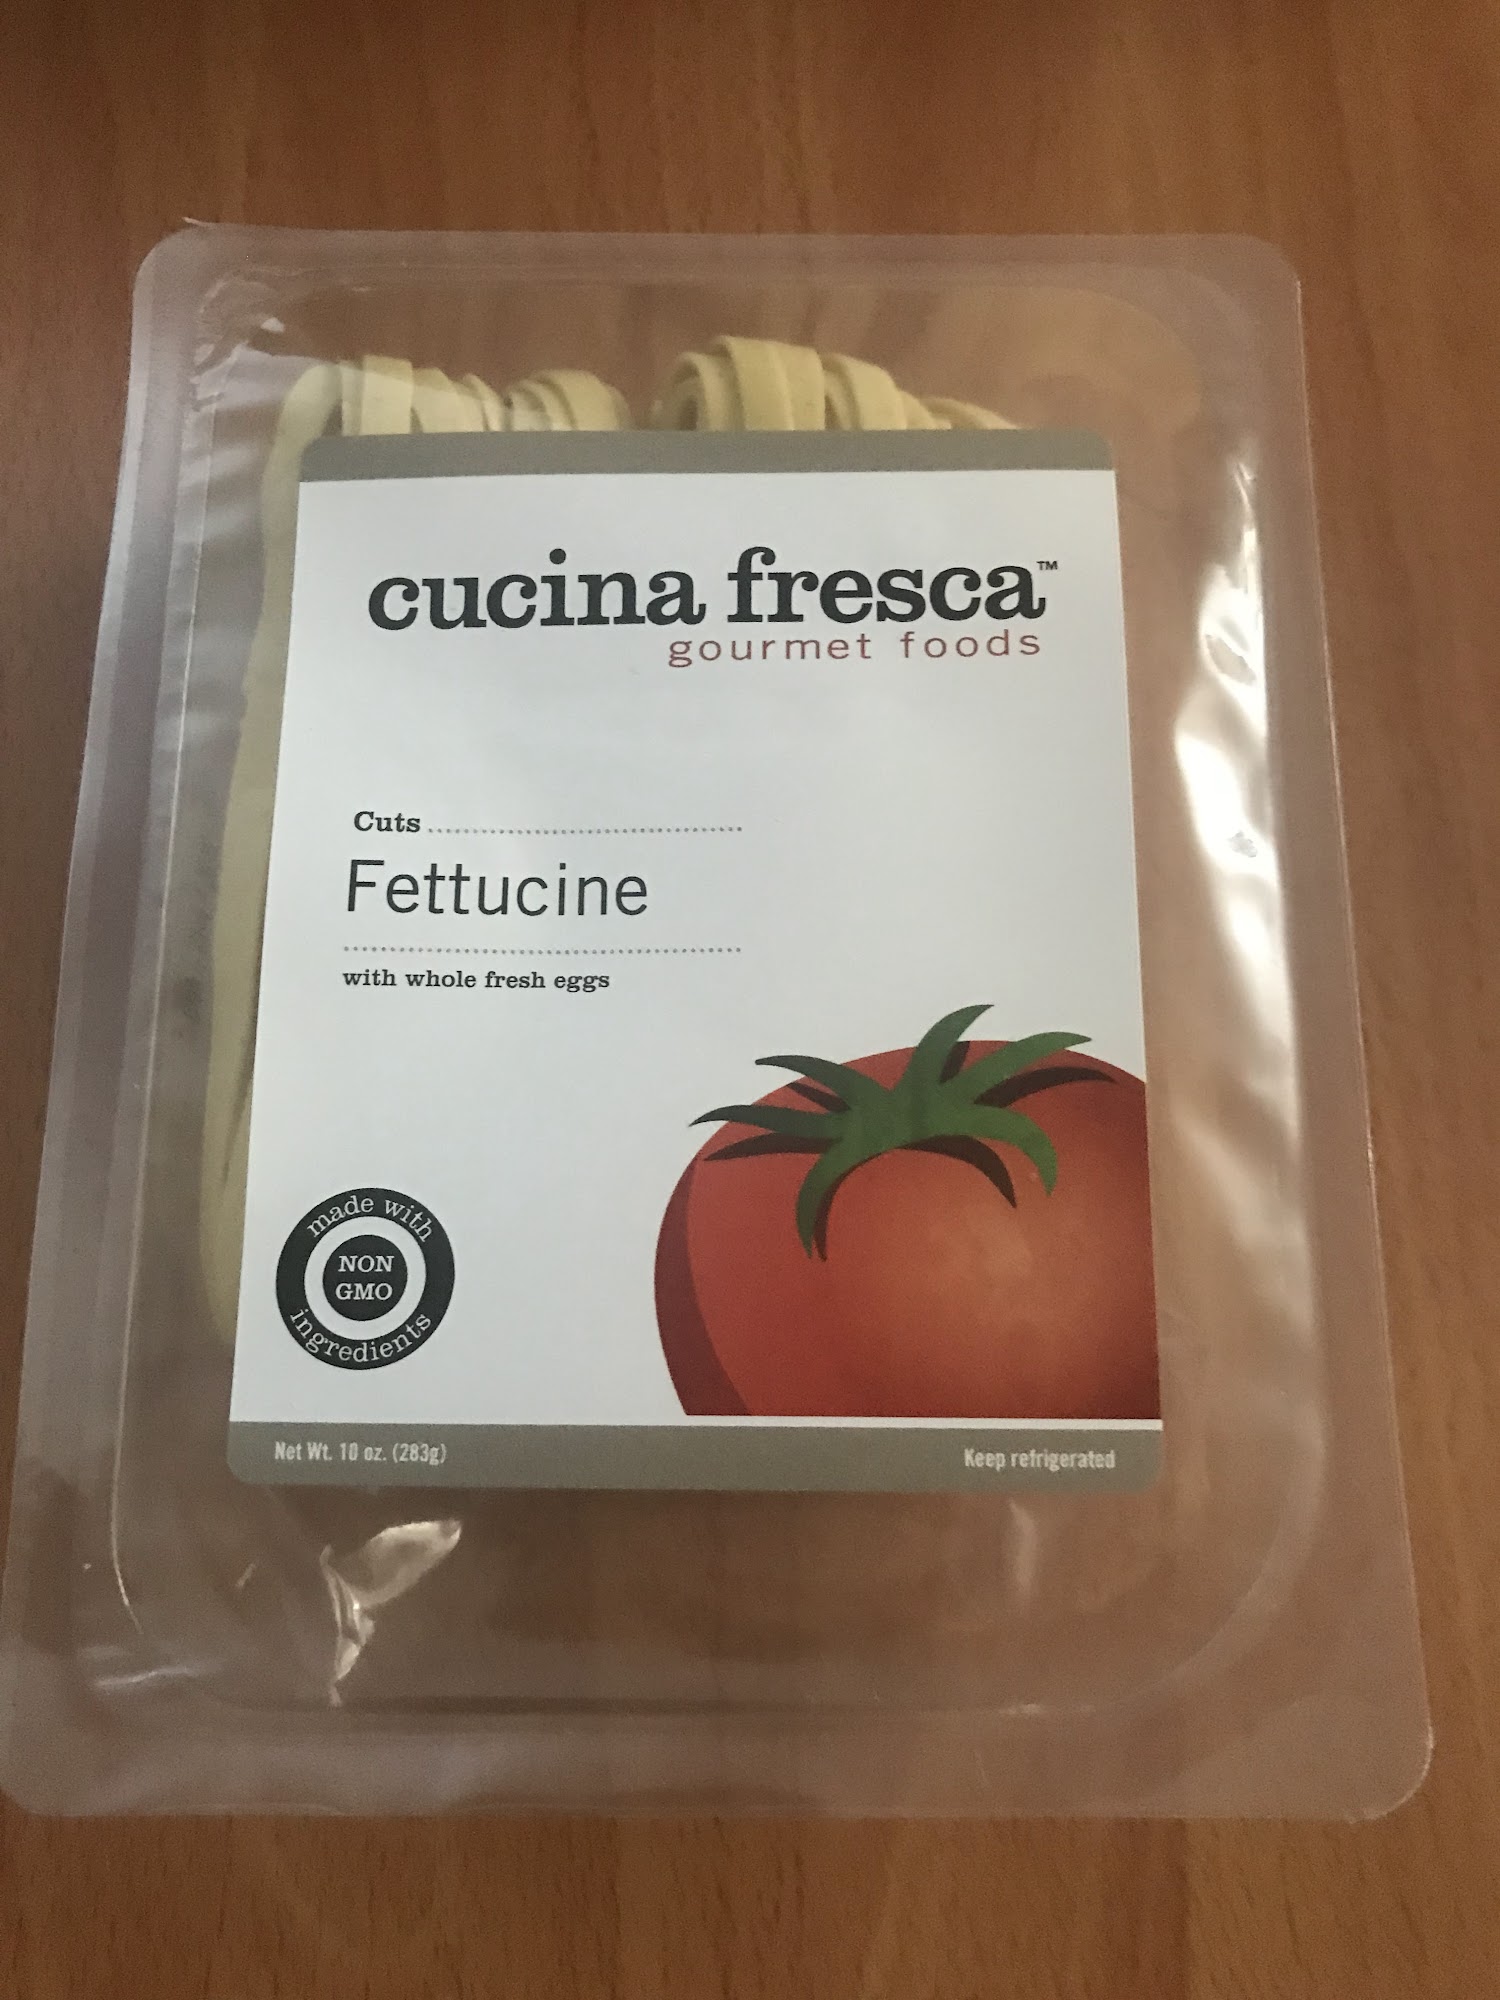 cucina fresca™
gourmet foods
Cuts
Fettucine
with whole fresh eggs
made with
NON
GMO
ingredients
Net Wt. 10 oz. (283g)
Keep refrigerated